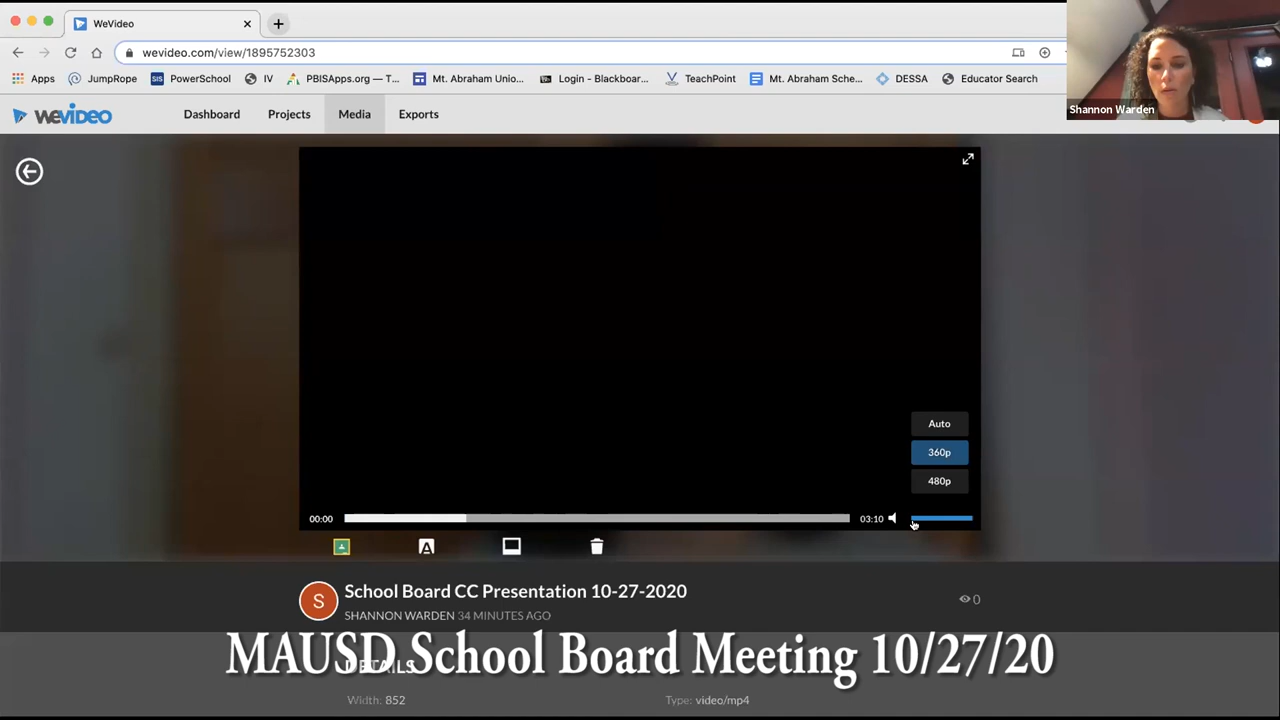 WeVideo
wevideo.com/view/1895752303
Apps JumpRope SIS PowerSchool IV PBISApps.org — T... Mt. Abraham Unio... Bb Login - Blackboar... TeachPoint Mt. Abraham Sche... DESSA Educator Search
Shannon Warden
WEVIDEO Dashboard Projects Media Exports
Auto
360p
480p
00:00 03:10
A
S
School Board CC Presentation 10-27-2020
0
SHANNON WARDEN 34 MINUTES AGO
MAUSD School Board Meeting 10/27/20
DETAILS
Width: 852 Type: video/mp4